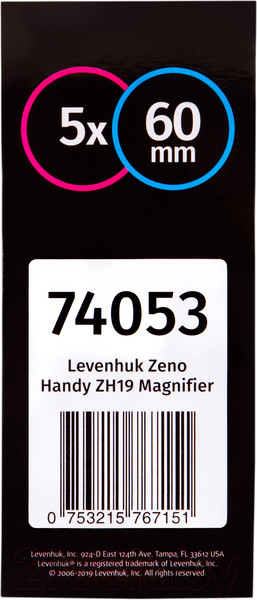 5x
60
mm
74053
Levenhuk Zeno
Handy ZH19 Magnifier
0 753215 767151
Levenhuk, Inc. 924-D East 124th Ave. Tampa, FL 33612 USA
Levenhuk® is a registered trademark of Levenhuk, Inc.
© 2006-2019 Levenhuk, Inc. All rights reserved.